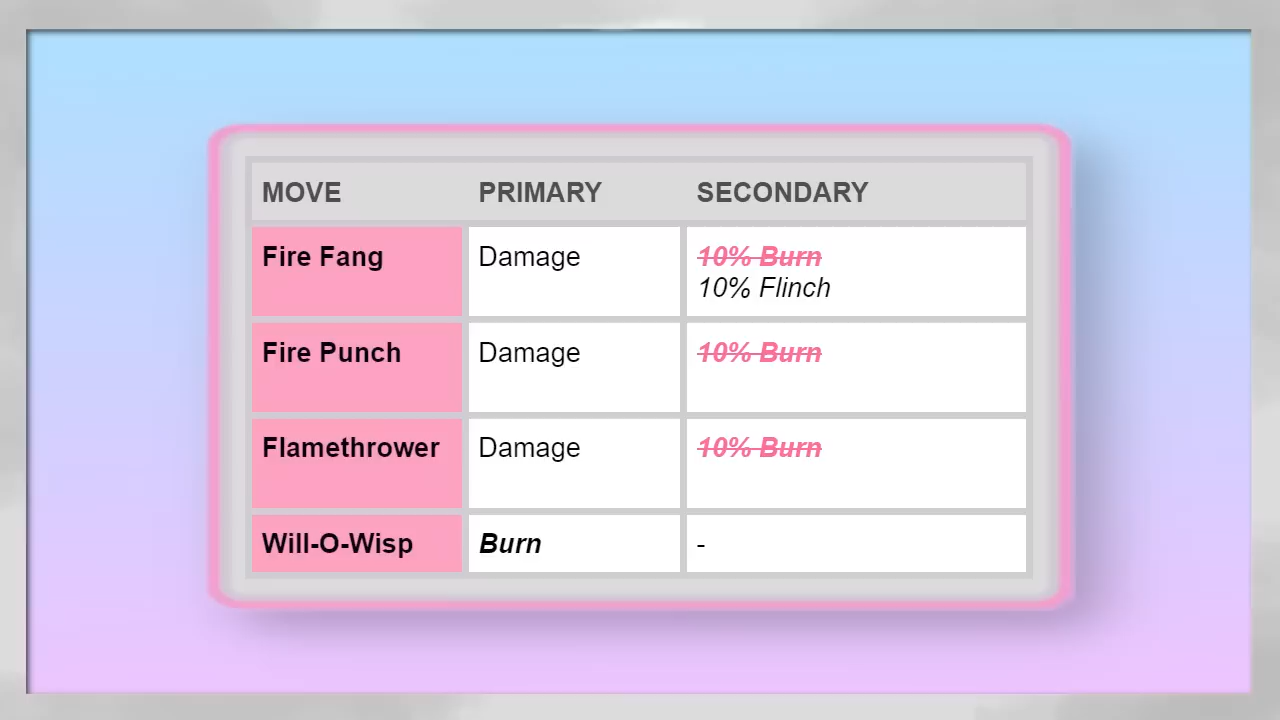 MOVE PRIMARY SECONDARY
Fire Fang Damage 10% Burn
10% Flinch
Fire Punch Damage 10% Burn
Flamethrower Damage 10% Burn
Will-O-Wisp Burn -